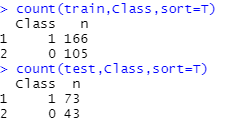 > count(train,Class,sort=T)
  Class   n
1     1 166
2     0 105
> count(test,Class,sort=T)
  Class  n
1     1 73
2     0 43